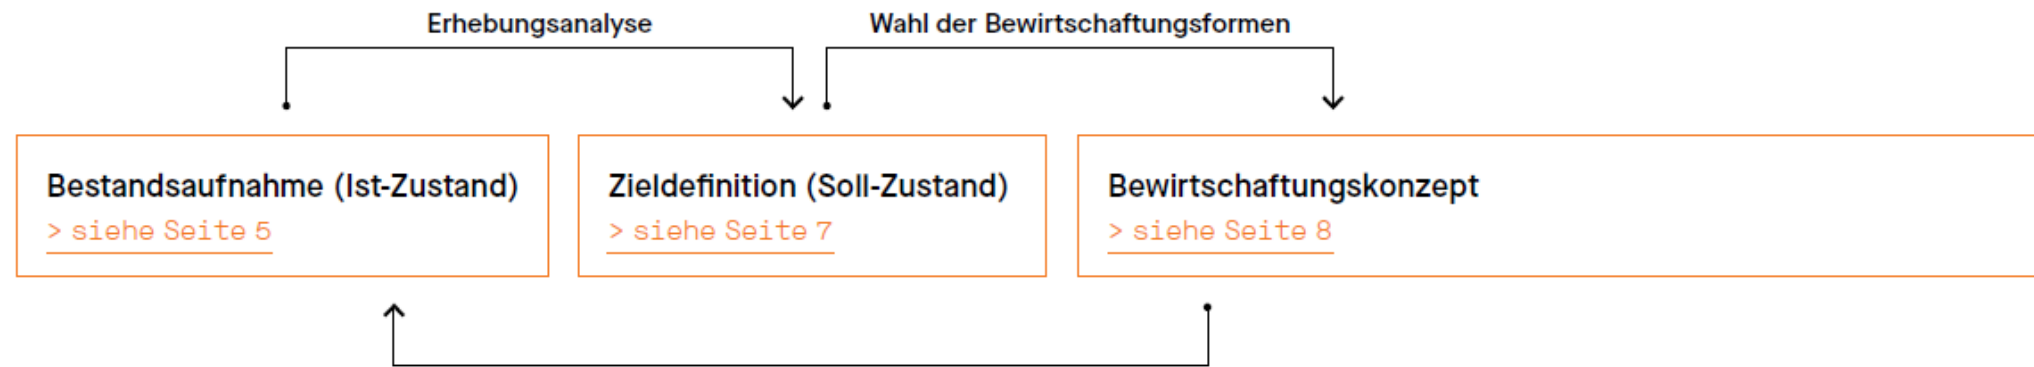 Erhebungsanalyse
Wahl der Bewirtschaftungsformen
Bestandsaufnahme (Ist-Zustand)
> siehe Seite 5
Zieldefinition (Soll-Zustand)
> siehe Seite 7
Bewirtschaftungskonzept
> siehe Seite 8